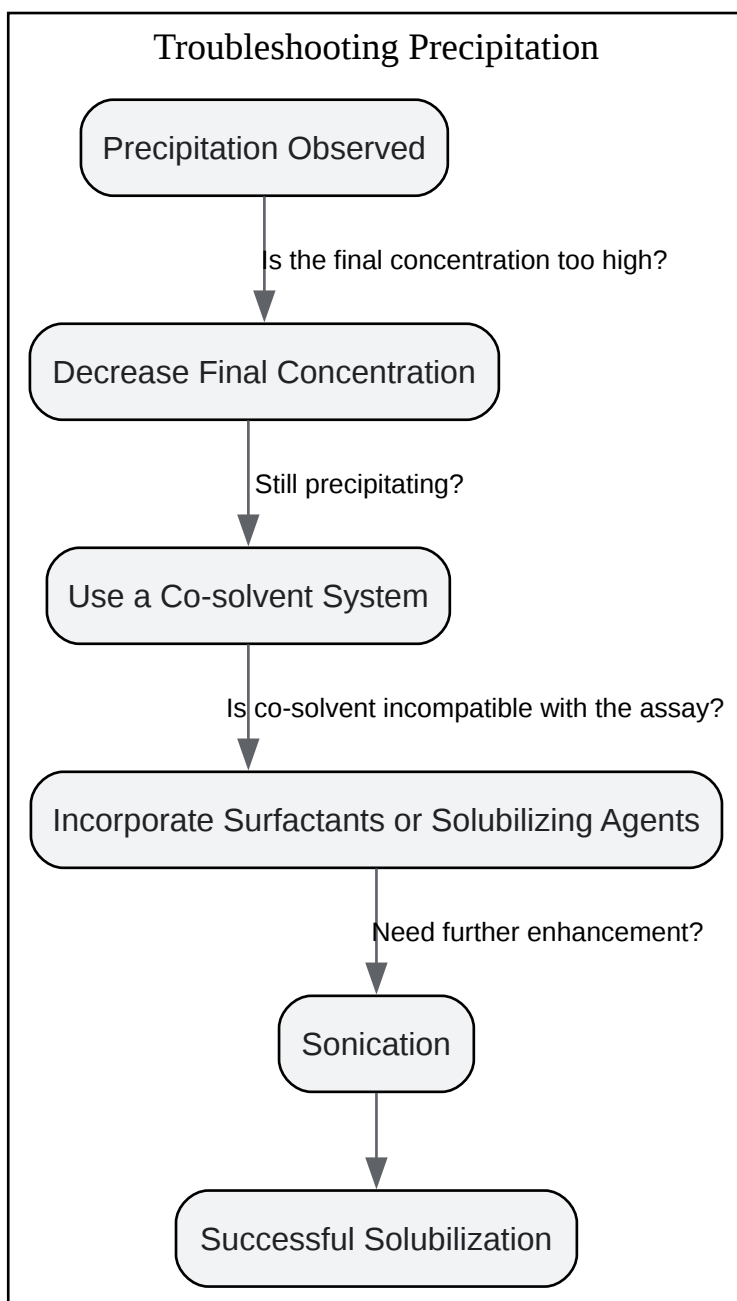 Troubleshooting Precipitation
Precipitation Observed
Is the final concentration too high?
Decrease Final Concentration
Still precipitating?
Use a Co-solvent System
Is co-solvent incompatible with the assay?
Incorporate Surfactants or Solubilizing Agents
Need further enhancement?
Sonication
Successful Solubilization